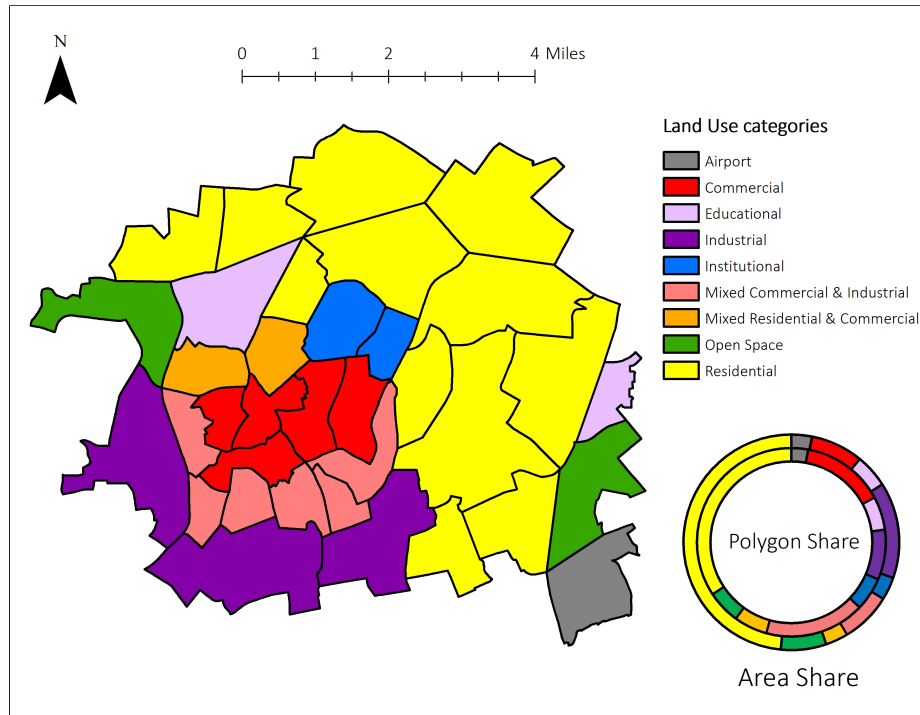 N
0 1 2 4 Miles
Land Use categories
Airport
Commercial
Educational
Industrial
Institutional
Mixed Commercial & Industrial
Mixed Residential & Commercial
Open Space
Residential
Polygon Share
Area Share